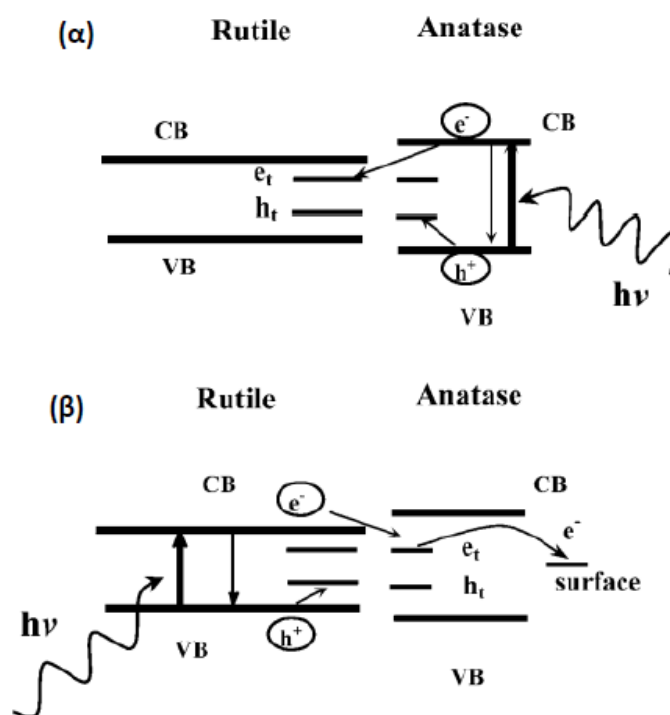 (α)
Rutile Anatase
CB e⁻ CB
eₜ
hₜ
VB h⁺
VB hν
(β)
Rutile Anatase
CB e⁻ CB
eₜ e⁻
hₜ surface
hν VB h⁺
VB